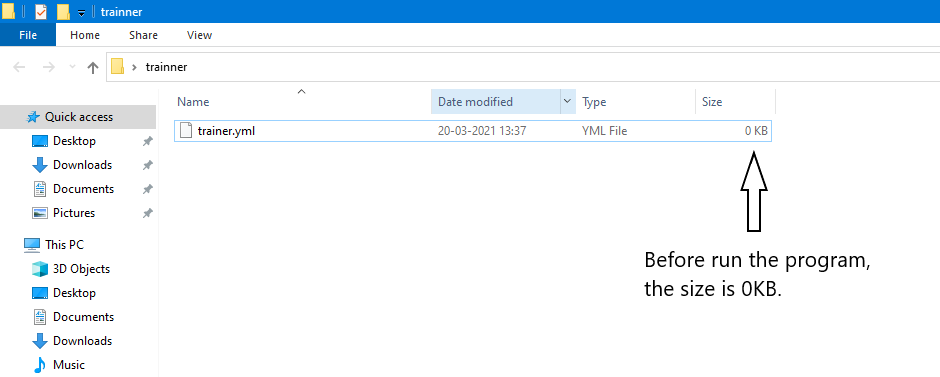 trainner
File Home Share View
trainner
Name Date modified Type Size
Quick access
trainer.yml 20-03-2021 13:37 YML File 0 KB
Desktop
Downloads
Documents
Pictures
This PC
3D Objects
Desktop
Documents
Downloads
Music
Before run the program,
the size is 0KB.